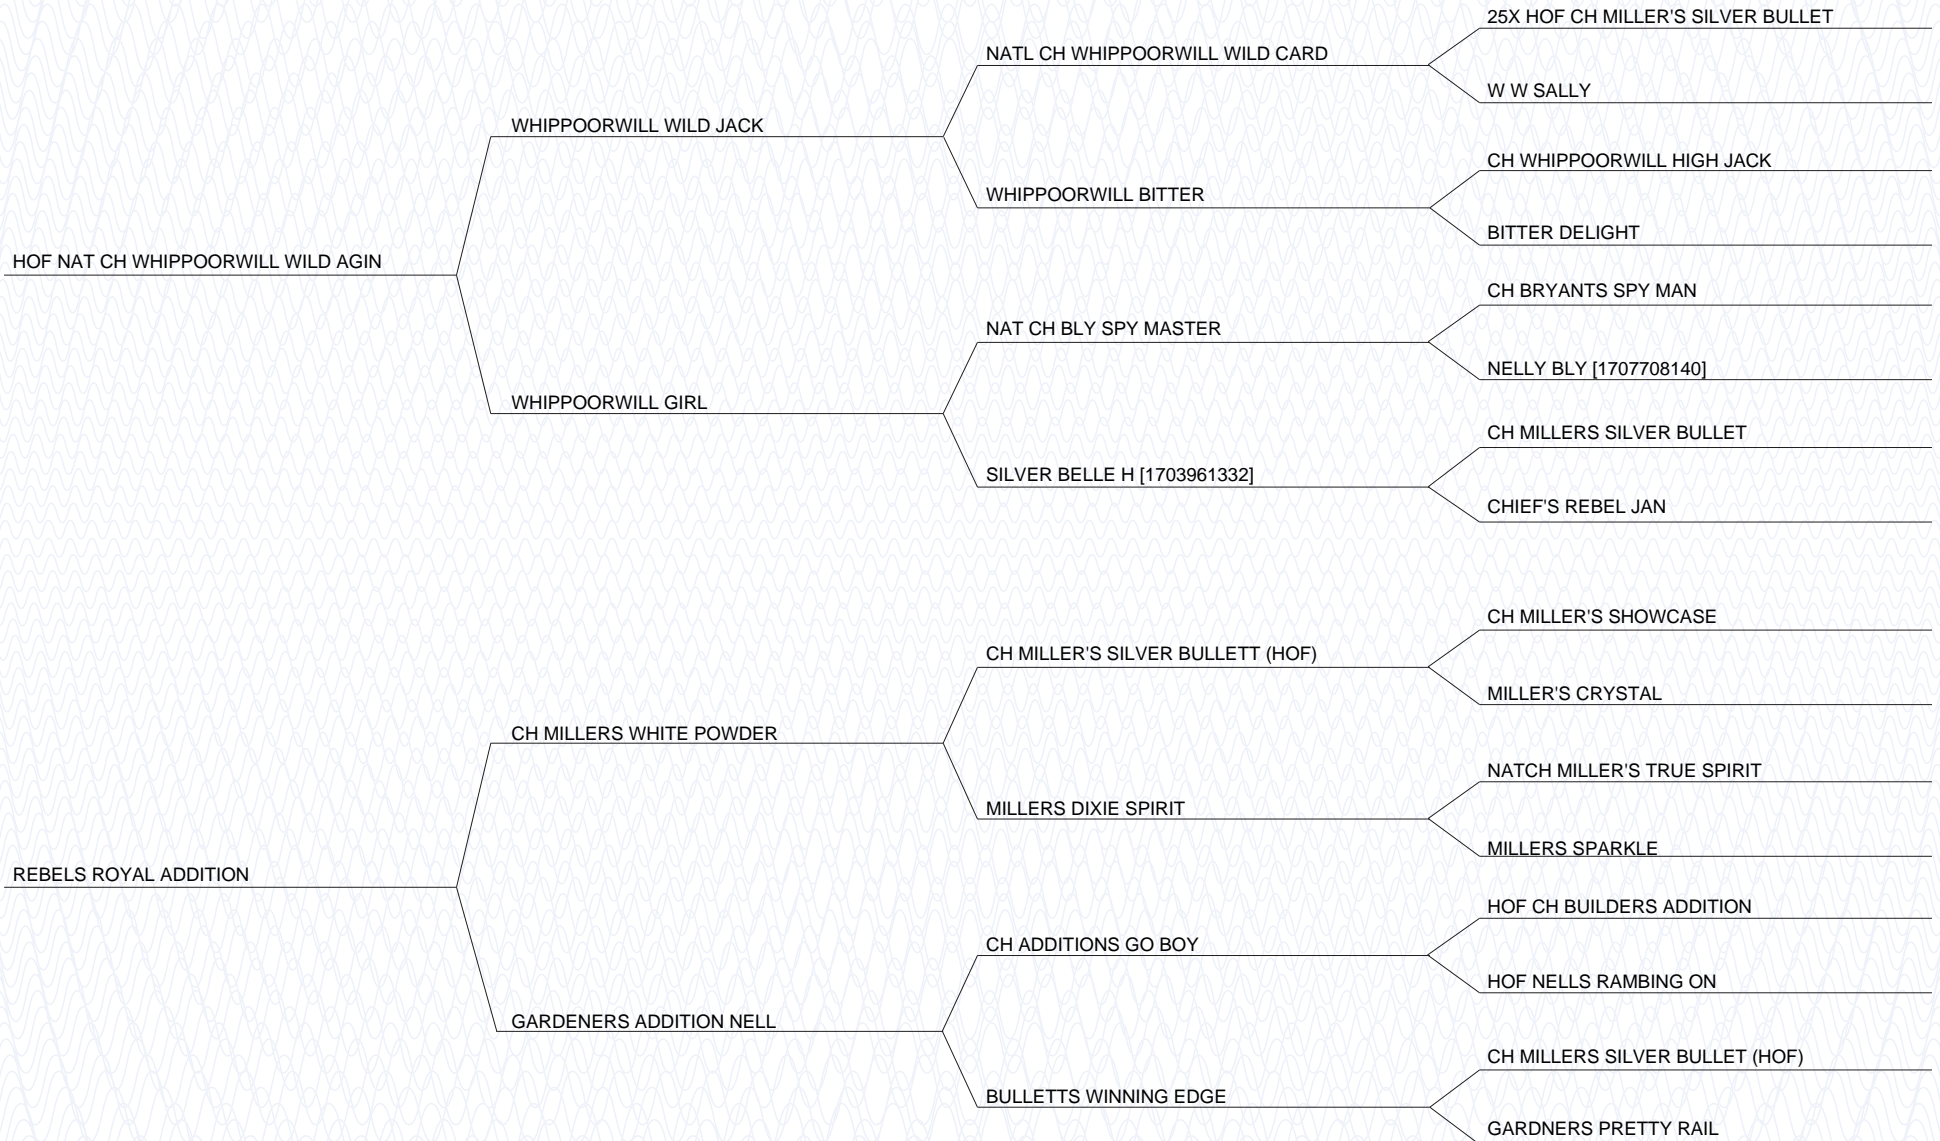 25X HOF CH MILLER'S SILVER BULLET
NATL CH WHIPPOORWILL WILD CARD
W W SALLY
WHIPPOORWILL WILD JACK
CH WHIPPOORWILL HIGH JACK
WHIPPOORWILL BITTER
BITTER DELIGHT
HOF NAT CH WHIPPOORWILL WILD AGIN
CH BRYANTS SPY MAN
NAT CH BLY SPY MASTER
NELLY BLY [1707708140]
WHIPPOORWILL GIRL
CH MILLERS SILVER BULLET
SILVER BELLE H [1703961332]
CHIEF'S REBEL JAN
CH MILLER'S SHOWCASE
CH MILLER'S SILVER BULLETT (HOF)
MILLER'S CRYSTAL
CH MILLERS WHITE POWDER
NATCH MILLER'S TRUE SPIRIT
MILLERS DIXIE SPIRIT
MILLERS SPARKLE
REBELS ROYAL ADDITION
HOF CH BUILDERS ADDITION
CH ADDITIONS GO BOY
HOF NELLS RAMBING ON
GARDENERS ADDITION NELL
CH MILLERS SILVER BULLET (HOF)
BULLETTS WINNING EDGE
GARDNERS PRETTY RAIL